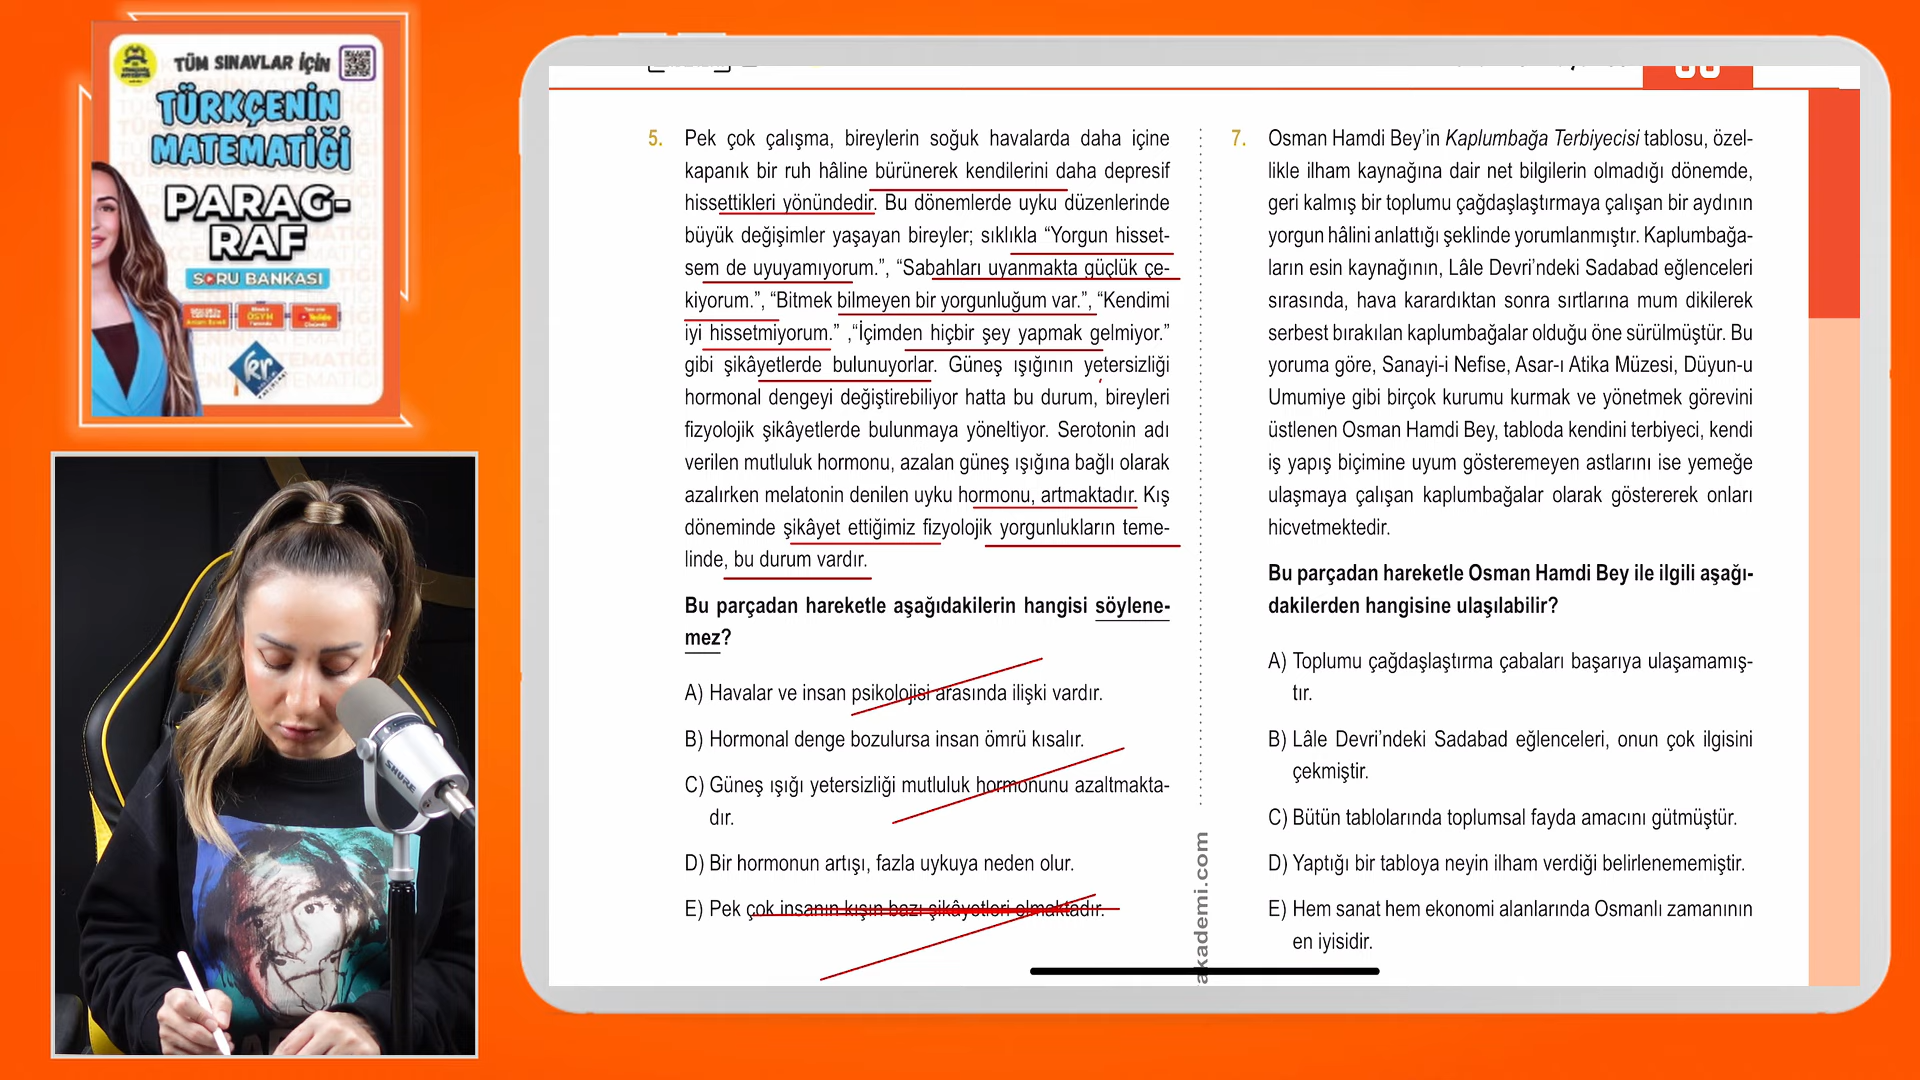 TÜM SINAVLAR İÇİN
TÜRKÇENİN
MATEMATİĞİ
PARAG-
RAF
SORU BANKASI
ÖSYM
SHURE
5. Pek çok çalışma, bireylerin soğuk havalarda daha içine
kapanık bir ruh hâline bürünerek kendilerini daha depresif
hissettikleri yönündedir. Bu dönemlerde uyku düzenlerinde
büyük değişimler yaşayan bireyler; sıklıkla “Yorgun hisset-
sem de uyuyamıyorum.”, “Sabahları uyanmakta güçlük çe-
kiyorum.”, “Bitmek bilmeyen bir yorgunluğum var.”, “Kendimi
iyi hissetmiyorum.” ,“İçimden hiçbir şey yapmak gelmiyor.”
gibi şikâyetlerde bulunuyorlar. Güneş ışığının yetersizliği
hormonal dengeyi değiştirebiliyor hatta bu durum, bireyleri
fizyolojik şikâyetlerde bulunmaya yöneltiyor. Serotonin adı
verilen mutluluk hormonu, azalan güneş ışığına bağlı olarak
azalırken melatonin denilen uyku hormonu, artmaktadır. Kış
döneminde şikâyet ettiğimiz fizyolojik yorgunlukların teme-
linde, bu durum vardır.
Bu parçadan hareketle aşağıdakilerin hangisi söylene-
mez?
A) Havalar ve insan psikolojisi arasında ilişki vardır.
B) Hormonal denge bozulursa insan ömrü kısalır.
C) Güneş ışığı yetersizliği mutluluk hormonunu azaltmakta-
dır.
D) Bir hormonun artışı, fazla uykuya neden olur.
E) Pek çok insanın kışın bazı şikâyetleri olmaktadır.
akademi.com
7. Osman Hamdi Bey’in Kaplumbağa Terbiyecisi tablosu, özel-
likle ilham kaynağına dair net bilgilerin olmadığı dönemde,
geri kalmış bir toplumu çağdaşlaştırmaya çalışan bir aydının
yorgun hâlini anlattığı şeklinde yorumlanmıştır. Kaplumbağa-
ların esin kaynağının, Lâle Devri’ndeki Sadabad eğlenceleri
sırasında, hava karardıktan sonra sırtlarına mum dikilerek
serbest bırakılan kaplumbağalar olduğu öne sürülmüştür. Bu
yoruma göre, Sanayi-i Nefise, Asar-ı Atika Müzesi, Düyun-u
Umumiye gibi birçok kurumu kurmak ve yönetmek görevini
üstlenen Osman Hamdi Bey, tabloda kendini terbiyeci, kendi
iş yapış biçimine uyum gösteremeyen astlarını ise yemeğe
ulaşmaya çalışan kaplumbağalar olarak göstererek onları
hicvetmektedir.
Bu parçadan hareketle Osman Hamdi Bey ile ilgili aşağı-
dakilerden hangisine ulaşılabilir?
A) Toplumu çağdaşlaştırma çabaları başarıya ulaşamamış-
tır.
B) Lâle Devri’ndeki Sadabad eğlenceleri, onun çok ilgisini
çekmiştir.
C) Bütün tablolarında toplumsal fayda amacını gütmüştür.
D) Yaptığı bir tabloya neyin ilham verdiği belirlenememiştir.
E) Hem sanat hem ekonomi alanlarında Osmanlı zamanının
en iyisidir.